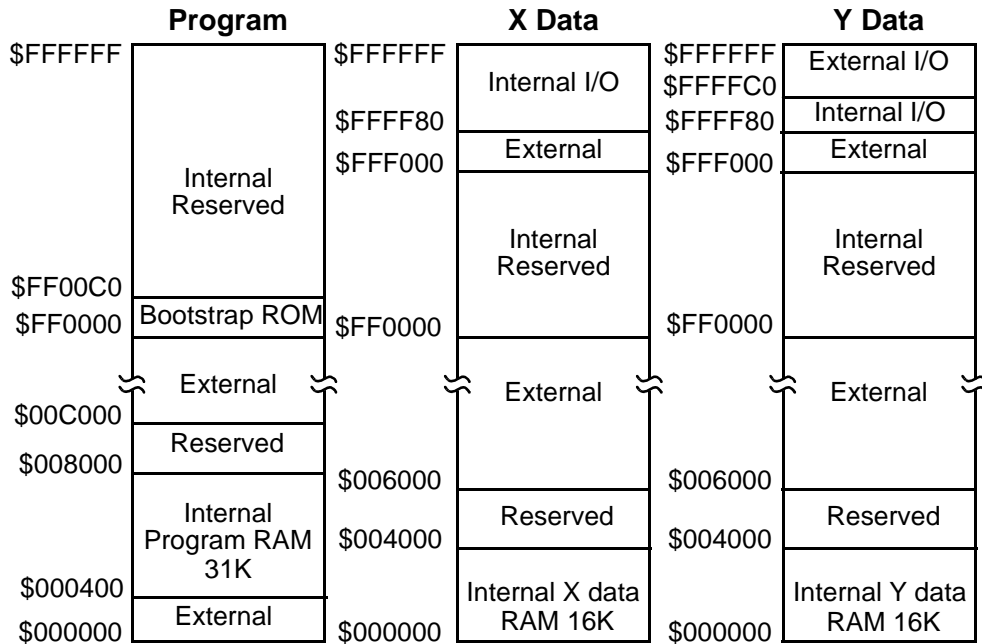 Program
$FFFFFF
Internal
Reserved
$FF00C0
Bootstrap ROM
$FF0000
External
$00C000
Reserved
$008000
Internal
Program RAM
31K
$000400
External
$000000
X Data
$FFFFFF
Internal I/O
$FFFF80
External
$FFF000
Internal
Reserved
$FF0000
External
$006000
Reserved
$004000
Internal X data
RAM 16K
$000000
Y Data
$FFFFFF
External I/O
$FFFFC0
Internal I/O
$FFFF80
External
$FFF000
Internal
Reserved
$FF0000
External
$006000
Reserved
$004000
Internal Y data
RAM 16K
$000000